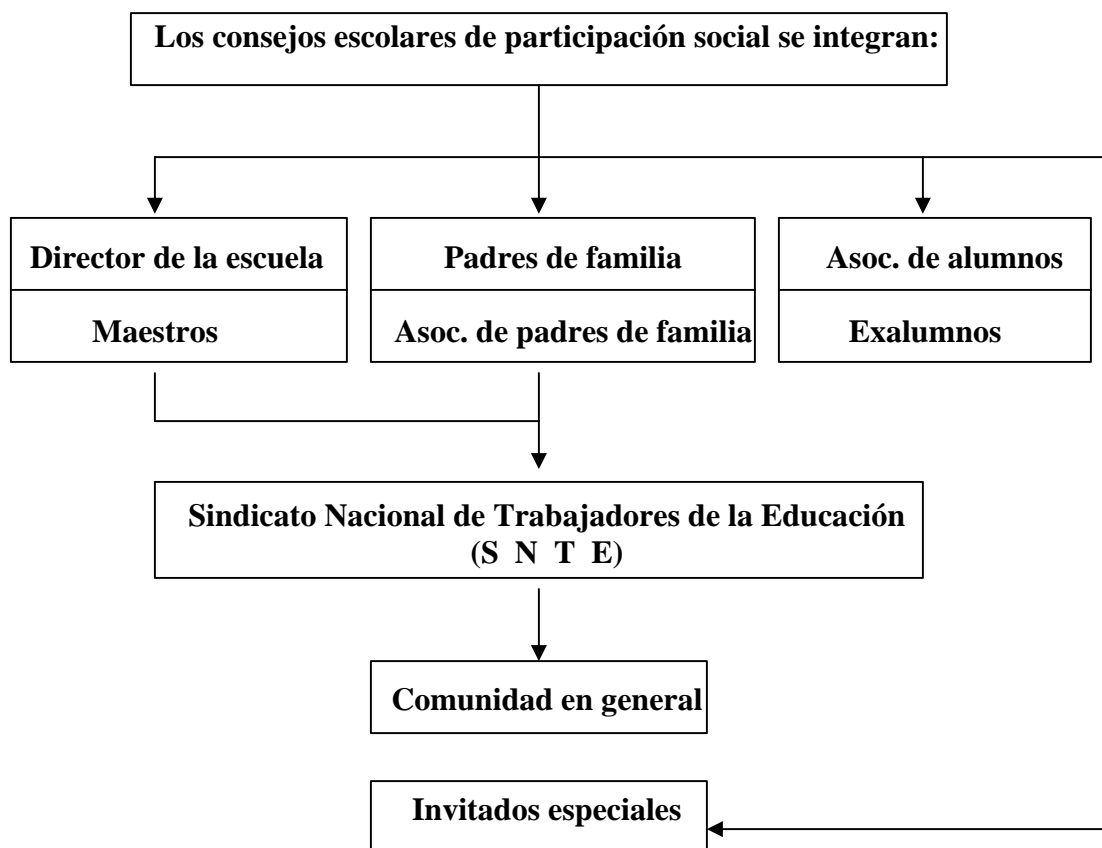 Los consejos escolares de participación social se integran:
Director de la escuela
Maestros
Padres de familia
Asoc. de padres de familia
Asoc. de alumnos
Exalumnos
Sindicato Nacional de Trabajadores de la Educación
(S N T E)
Comunidad en general
Invitados especiales